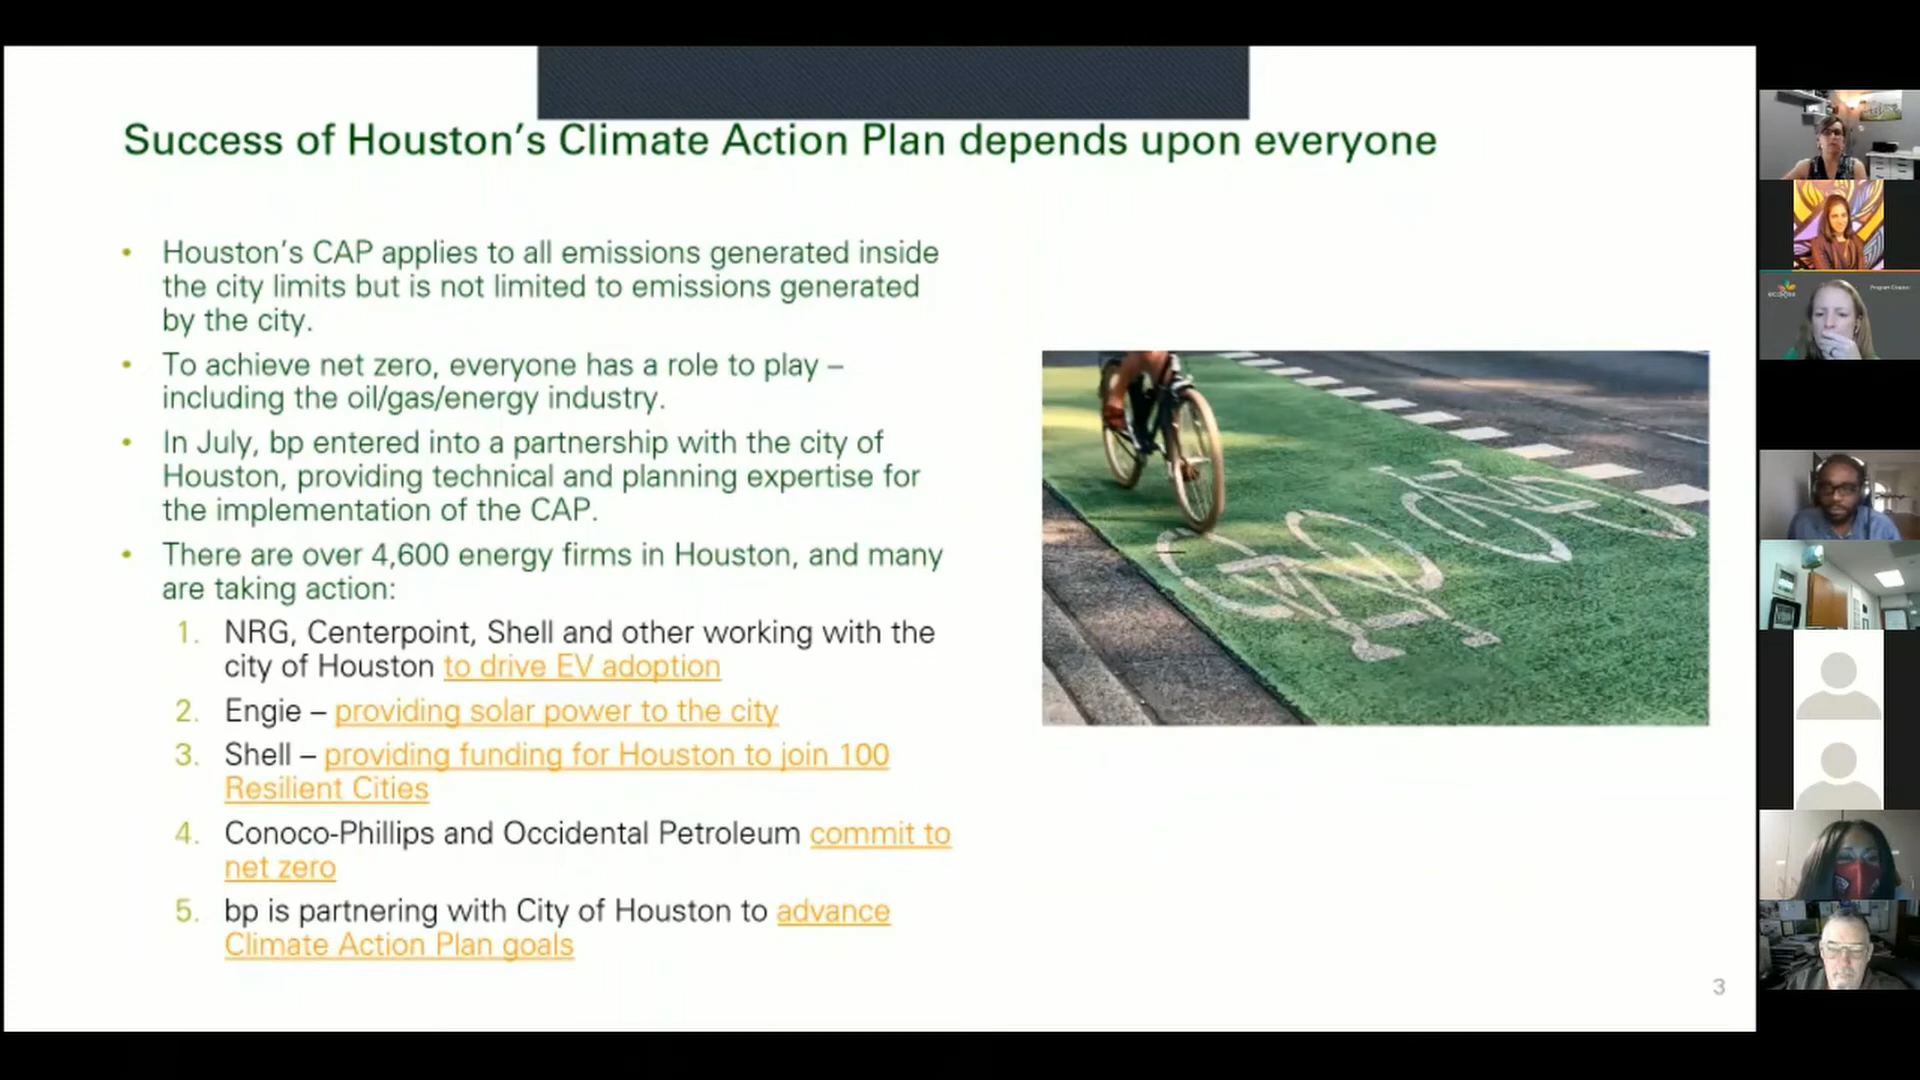 Success of Houston's Climate Action Plan depends upon everyone
• Houston's CAP applies to all emissions generated inside
the city limits but is not limited to emissions generated
by the city.
• To achieve net zero, everyone has a role to play –
including the oil/gas/energy industry.
• In July, bp entered into a partnership with the city of
Houston, providing technical and planning expertise for
the implementation of the CAP.
• There are over 4,600 energy firms in Houston, and many
are taking action:
1. NRG, Centerpoint, Shell and other working with the
city of Houston to drive EV adoption
2. Engie – providing solar power to the city
3. Shell – providing funding for Houston to join 100
Resilient Cities
4. Conoco-Phillips and Occidental Petroleum commit to
net zero
5. bp is partnering with City of Houston to advance
Climate Action Plan goals
3